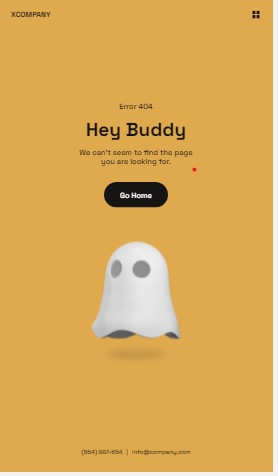 XCOMPANY
Error 404
Hey Buddy
We can't seem to find the page
you are looking for.
Go Home
(554) 987-654 | info@company.com